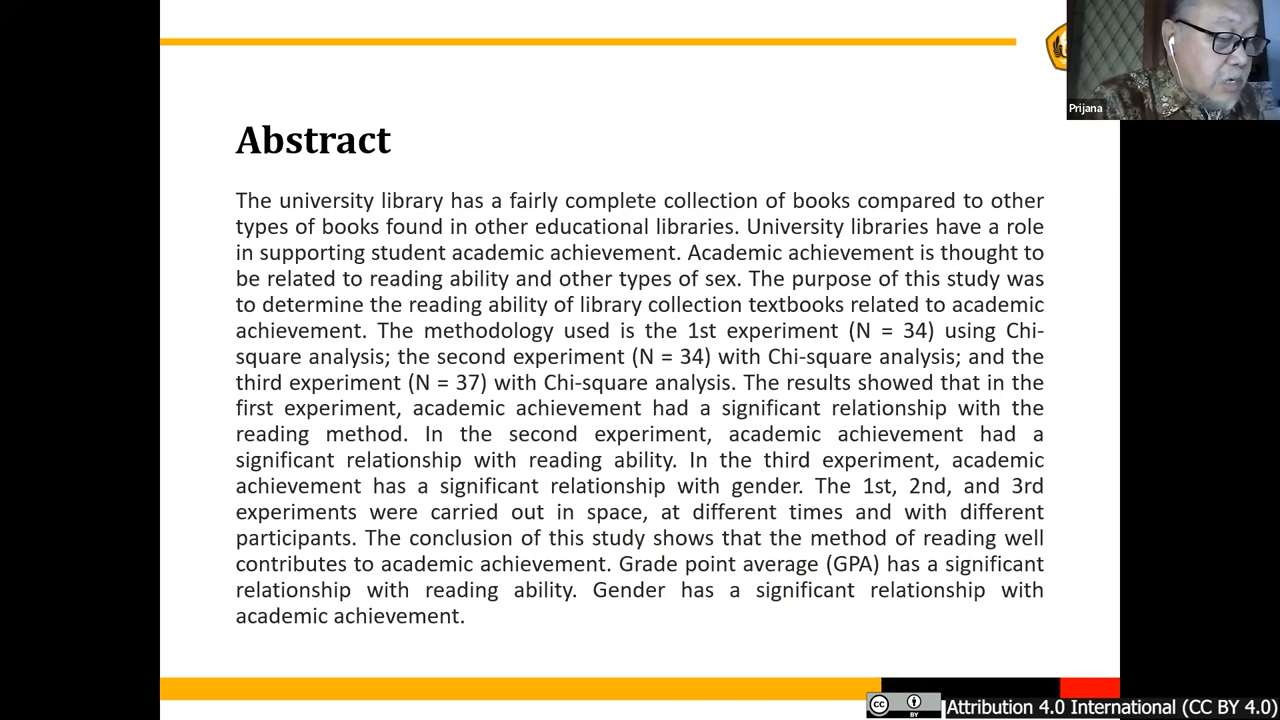 Prijana
Abstract
The university library has a fairly complete collection of books compared to other
types of books found in other educational libraries. University libraries have a role
in supporting student academic achievement. Academic achievement is thought to
be related to reading ability and other types of sex. The purpose of this study was
to determine the reading ability of library collection textbooks related to academic
achievement. The methodology used is the 1st experiment (N = 34) using Chi-
square analysis; the second experiment (N = 34) with Chi-square analysis; and the
third experiment (N = 37) with Chi-square analysis. The results showed that in the
first experiment, academic achievement had a significant relationship with the
reading method. In the second experiment, academic achievement had a
significant relationship with reading ability. In the third experiment, academic
achievement has a significant relationship with gender. The 1st, 2nd, and 3rd
experiments were carried out in space, at different times and with different
participants. The conclusion of this study shows that the method of reading well
contributes to academic achievement. Grade point average (GPA) has a significant
relationship with reading ability. Gender has a significant relationship with
academic achievement.
cc BY Attribution 4.0 International (CC BY 4.0)